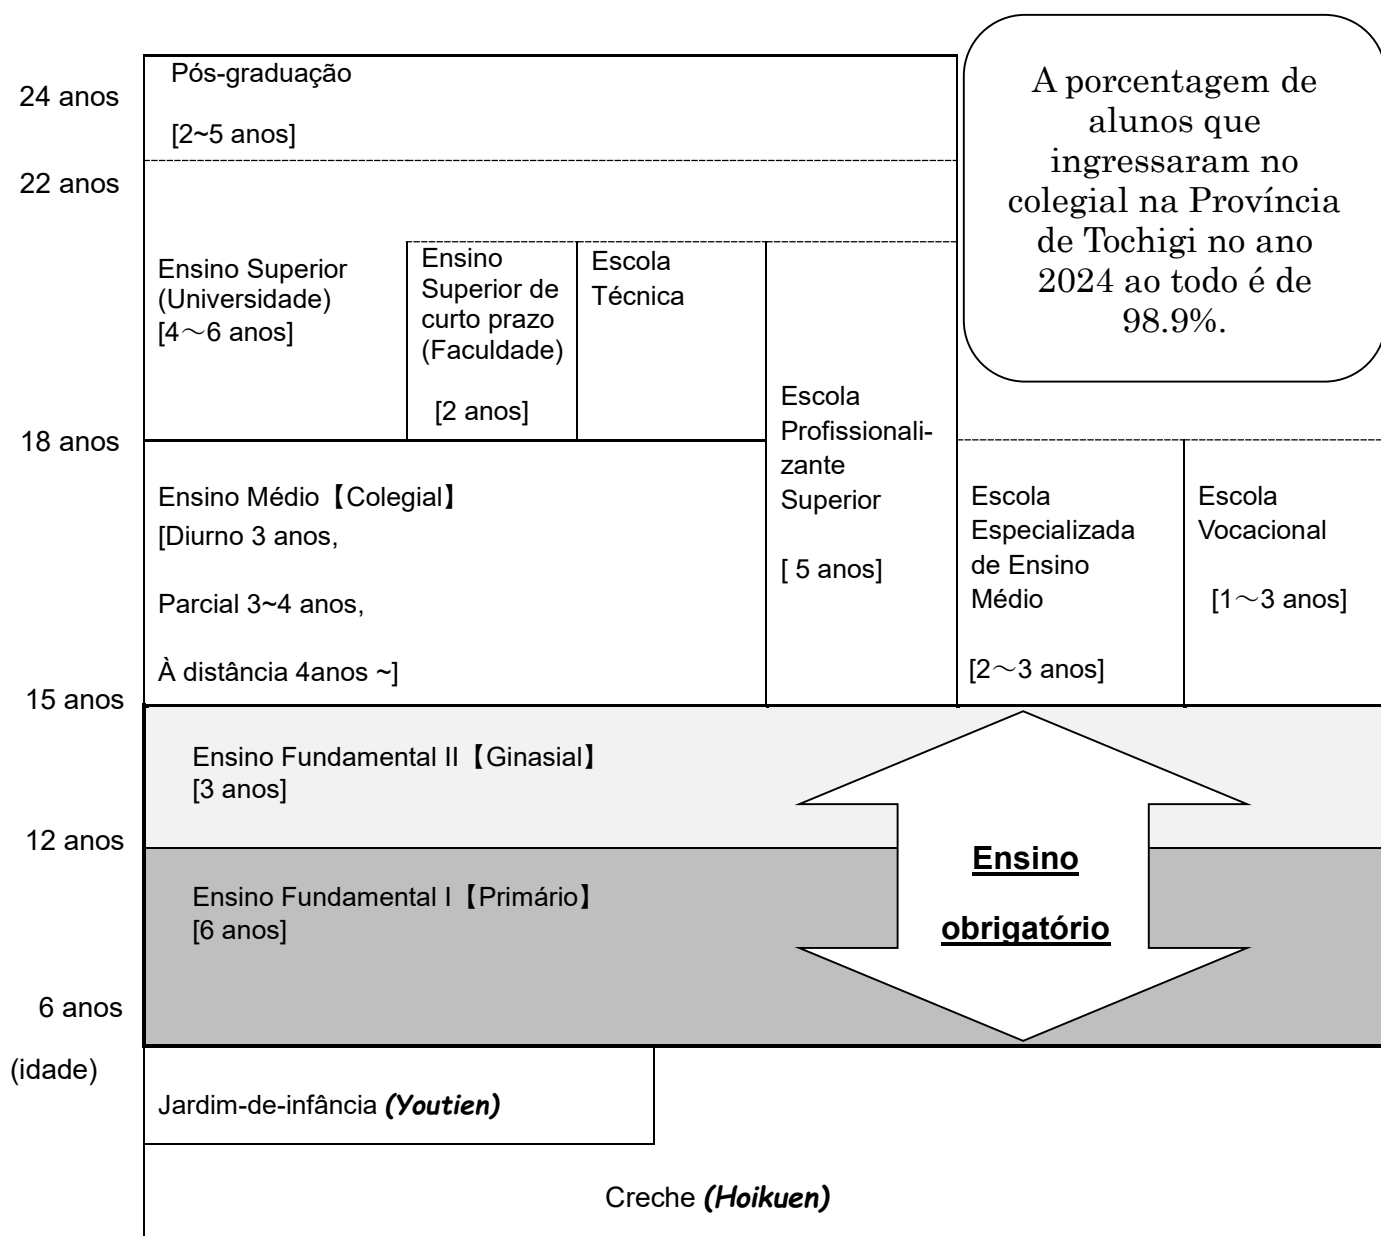 24 anos
Pós-graduação
[2~5 anos]
A porcentagem de
alunos que
ingressaram no
colegial na Província
de Tochigi no ano
2024 ao todo é de
98.9%.
22 anos
Ensino Superior
(Universidade)
[4～6 anos]
Ensino
Superior de
curto prazo
(Faculdade)
[2 anos]
Escola
Técnica
Escola
Profissionali-
zante
Superior
[ 5 anos]
18 anos
Ensino Médio【Colegial】
[Diurno 3 anos,
Parcial 3~4 anos,
À distância 4anos ~]
Escola
Especializada
de Ensino
Médio
[2～3 anos]
Escola
Vocacional
[1～3 anos]
15 anos
Ensino Fundamental II【Ginasial】
[3 anos]
12 anos
Ensino Fundamental I【Primário】
[6 anos]
Ensino
obrigatório
6 anos
(idade)
Jardim-de-infância (Youtien)
Creche (Hoikuen)